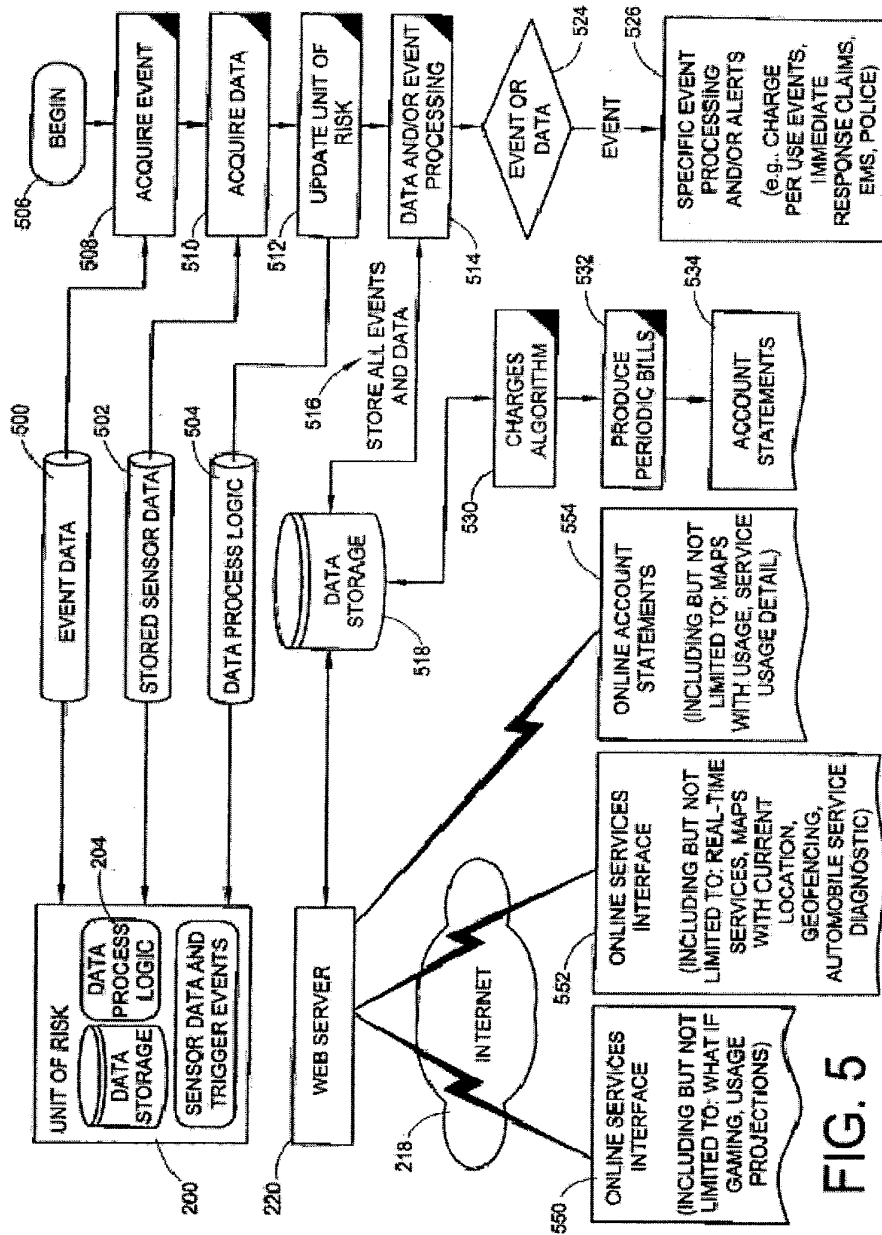 506
BEGIN
508
ACQUIRE EVENT
510
ACQUIRE DATA
512
UPDATE UNIT OF
RISK
514
DATA AND/OR EVENT
PROCESSING
524
EVENT OR
DATA
EVENT
526
SPECIFIC EVENT
PROCESSING
AND/OR ALERTS
(e.g.. CHARGE
PER USE EVENTS,
IMMEDIATE
RESPONSE CLAIMS,
EMS, POLICE)
500
EVENT DATA
502
STORED SENSOR DATA
504
DATA PROCESS LOGIC
516
STORE ALL EVENTS
AND DATA
DATA
STORAGE
518
530
CHARGES
ALGORITHM
532
PRODUCE
PERIODIC BILLS
534
ACCOUNT
STATEMENTS
UNIT OF RISK
204
DATA
STORAGE
DATA
PROCESS
LOGIC
SENSOR DATA AND
TRIGGER EVENTS
200
WEB SERVER
220
INTERNET
218
550
ONLINE SERVICES
INTERFACE
(INCLUDING BUT NOT
LIMITED TO: WHAT IF
GAMING, USAGE
PROJECTIONS)
552
ONLINE SERVICES
INTERFACE
(INCLUDING BUT NOT
LIMITED TO: REAL-TIME
SERVICES, MAPS
WITH CURRENT
LOCATION,
GEOFENCING,
AUTOMOBILE SERVICE
DIAGNOSTIC)
554
ONLINE ACCOUNT
STATEMENTS
(INCLUDING BUT NOT
LIMITED TO: MAPS
WITH USAGE, SERVICE
USAGE DETAIL)
FIG. 5